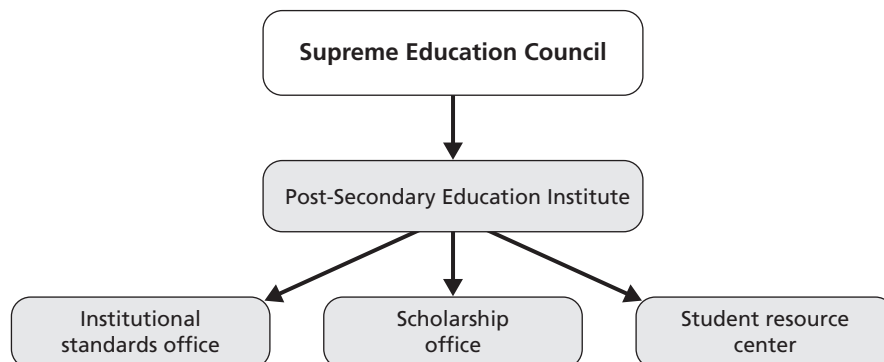 Supreme Education Council
Post-Secondary Education Institute
Institutional
standards office
Scholarship
office
Student resource
center